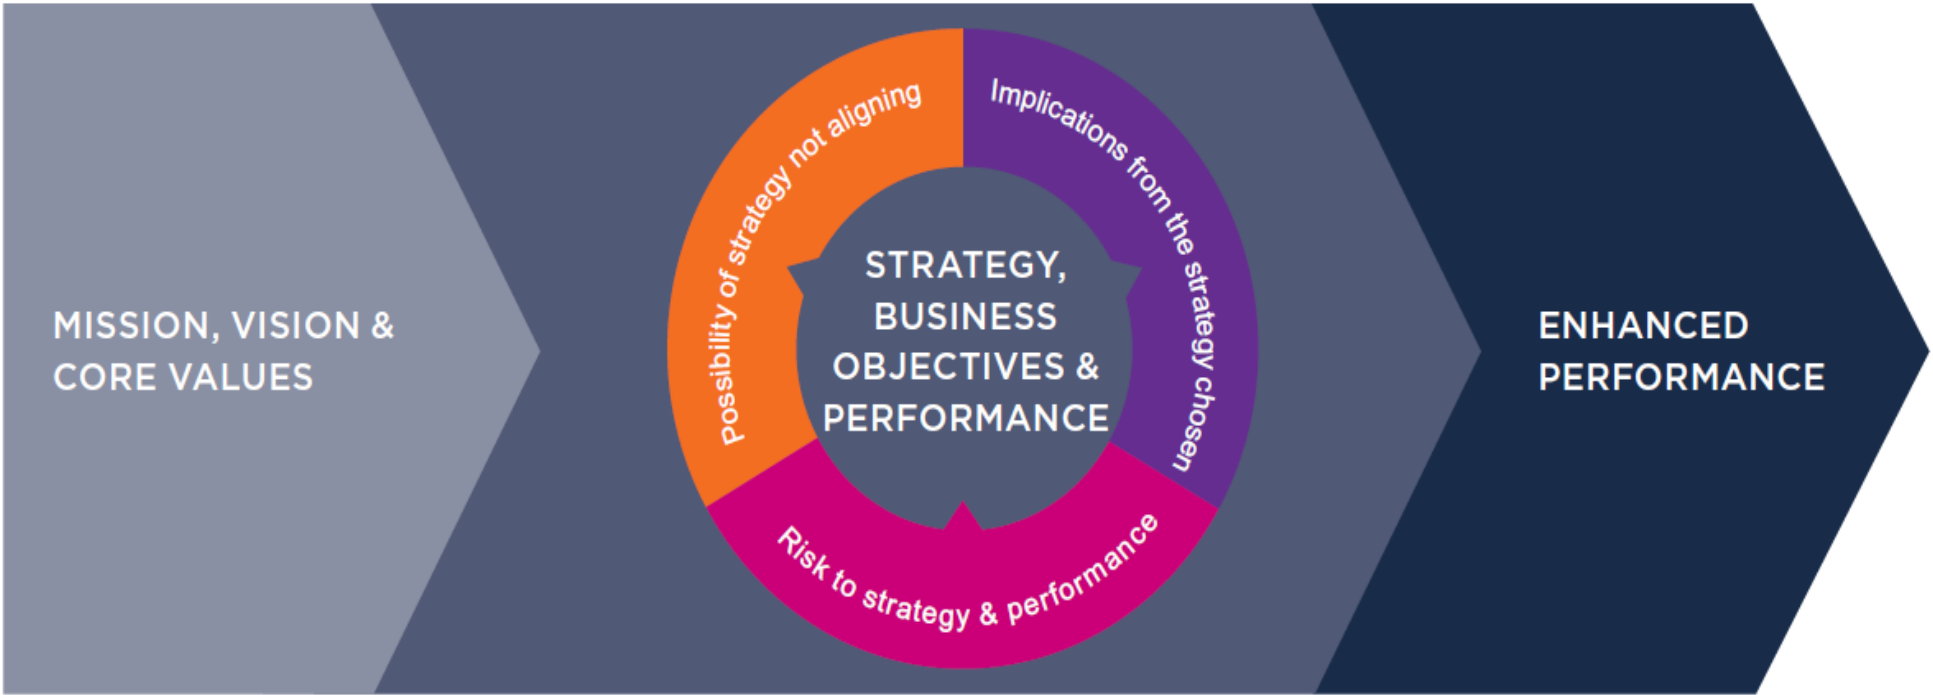 MISSION, VISION &
CORE VALUES
Possibility of strategy not aligning
Implications from the strategy chosen
Risk to strategy & performance
STRATEGY,
BUSINESS
OBJECTIVES &
PERFORMANCE
ENHANCED
PERFORMANCE